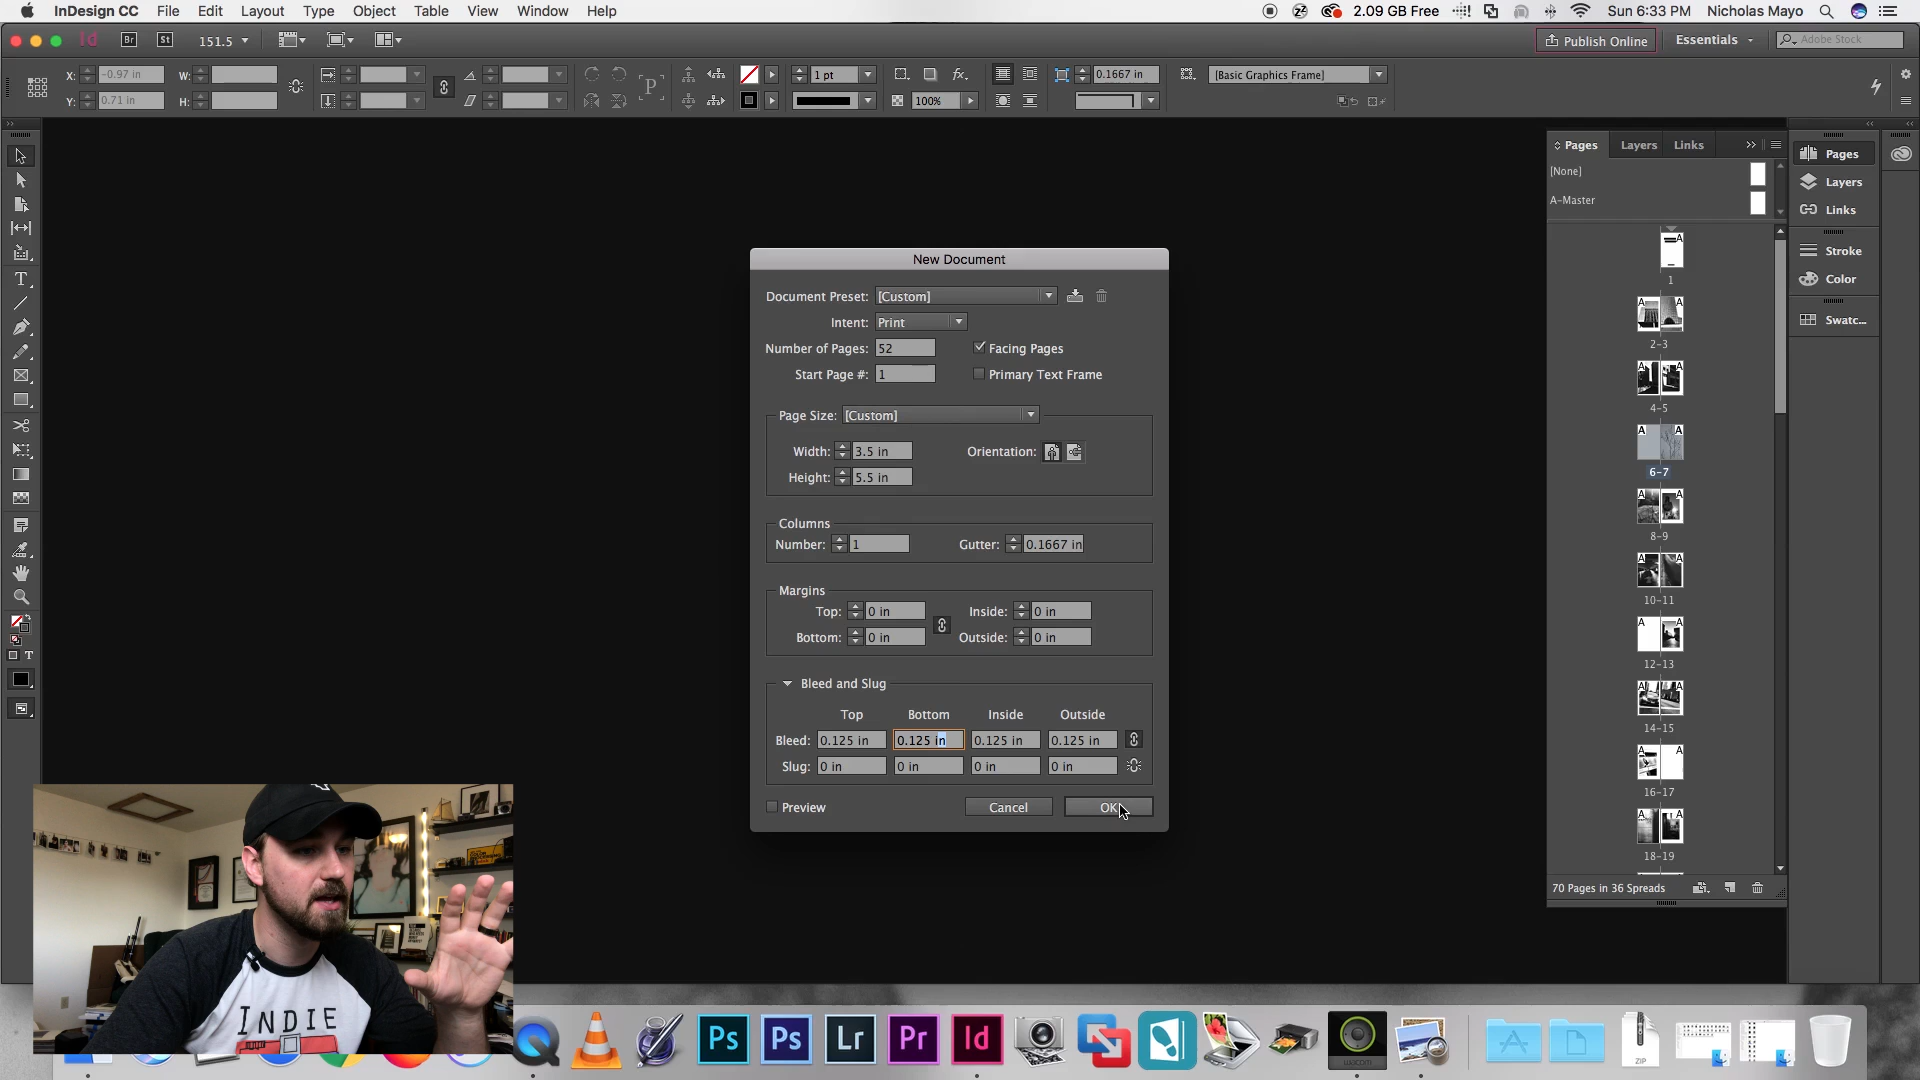 InDesign CC File Edit Layout Type Object Table View Window Help 2.09 GB Free Sun 6:33 PM Nicholas Mayo
Id Br St 151.5 Publish Online Essentials Adobe Stock
X: -0.97 in W: 1 pt fx. 0.1667 in [Basic Graphics Frame]
Y: 0.71 in H: 100%
Pages Layers Links
[None]
A-Master
1
2-3
4-5
6-7
8-9
10-11
12-13
14-15
16-17
18-19
70 Pages in 36 Spreads
Pages
Layers
Links
Stroke
Color
Swatc...
New Document
Document Preset: [Custom]
Intent: Print
Number of Pages: 52 Facing Pages
Start Page #: 1 Primary Text Frame
Page Size: [Custom]
Width: 3.5 in Orientation:
Height: 5.5 in
Columns
Number: 1 Gutter: 0.1667 in
Margins
Top: 0 in Inside: 0 in
Bottom: 0 in Outside: 0 in
Bleed and Slug
Top Bottom Inside Outside
Bleed: 0.125 in 0.125 in 0.125 in 0.125 in
Slug: 0 in 0 in 0 in 0 in
Preview Cancel OK
INDIE
Ps Ps Lr Pr Id wacom ZIP